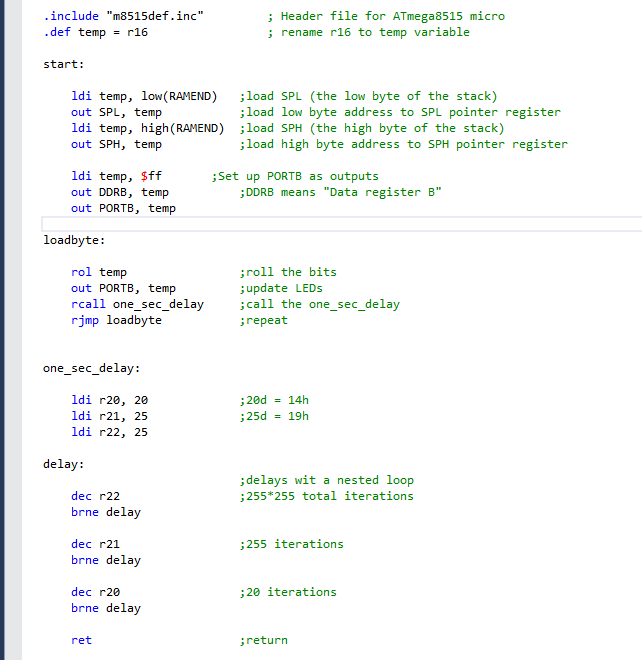 .include "m8515def.inc" ; Header file for ATmega8515 micro
.def temp = r16 ; rename r16 to temp variable
start:
ldi temp, low(RAMEND) ;load SPL (the low byte of the stack)
out SPL, temp ;load low byte address to SPL pointer register
ldi temp, high(RAMEND) ;load SPH (the high byte of the stack)
out SPH, temp ;load high byte address to SPH pointer register
ldi temp, $ff ;Set up PORTB as outputs
out DDRB, temp ;DDRB means "Data register B"
out PORTB, temp
loadbyte:
rol temp ;roll the bits
out PORTB, temp ;update LEDs
rcall one_sec_delay ;call the one_sec_delay
rjmp loadbyte ;repeat
one_sec_delay:
ldi r20, 20 ;20d = 14h
ldi r21, 25 ;25d = 19h
ldi r22, 25
delay:
;delays wit a nested loop
dec r22 ;255*255 total iterations
brne delay
dec r21 ;255 iterations
brne delay
dec r20 ;20 iterations
brne delay
ret ;return